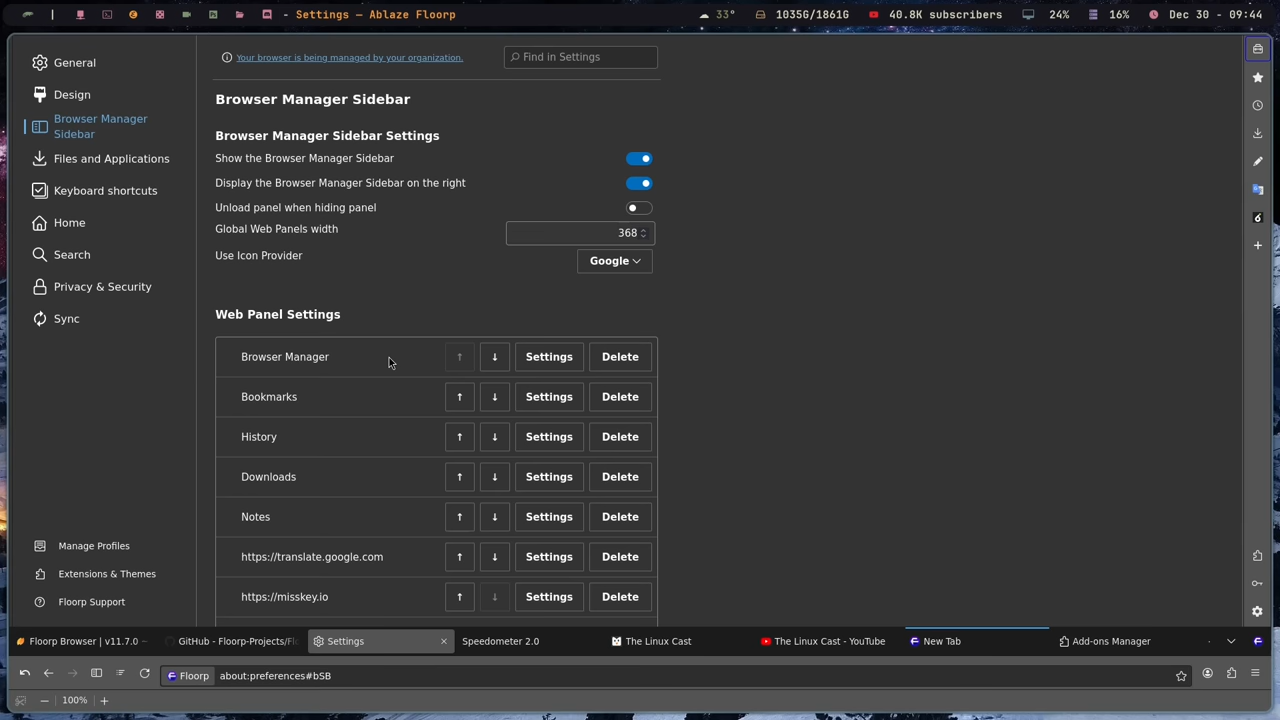 - Settings — Ablaze Floorp
33°
1035G/1861G
40.8K subscribers
24%
16%
Dec 30 - 09:44
General
Design
Browser Manager
Sidebar
Files and Applications
Keyboard shortcuts
Home
Search
Privacy & Security
Sync
Manage Profiles
Extensions & Themes
Floorp Support
Your browser is being managed by your organization.
Find in Settings
Browser Manager Sidebar
Browser Manager Sidebar Settings
Show the Browser Manager Sidebar
Display the Browser Manager Sidebar on the right
Unload panel when hiding panel
Global Web Panels width 368
Use Icon Provider Google
Web Panel Settings
Browser Manager ↑ ↓ Settings Delete
Bookmarks ↑ ↓ Settings Delete
History ↑ ↓ Settings Delete
Downloads ↑ ↓ Settings Delete
Notes ↑ ↓ Settings Delete
https://translate.google.com ↑ ↓ Settings Delete
https://misskey.io ↑ ↓ Settings Delete
Floorp Browser | v11.7.0
GitHub - Floorp-Projects/Fl
Settings
Speedometer 2.0
The Linux Cast
The Linux Cast - YouTube
New Tab
Add-ons Manager
Floorp
about:preferences#bSB
100%